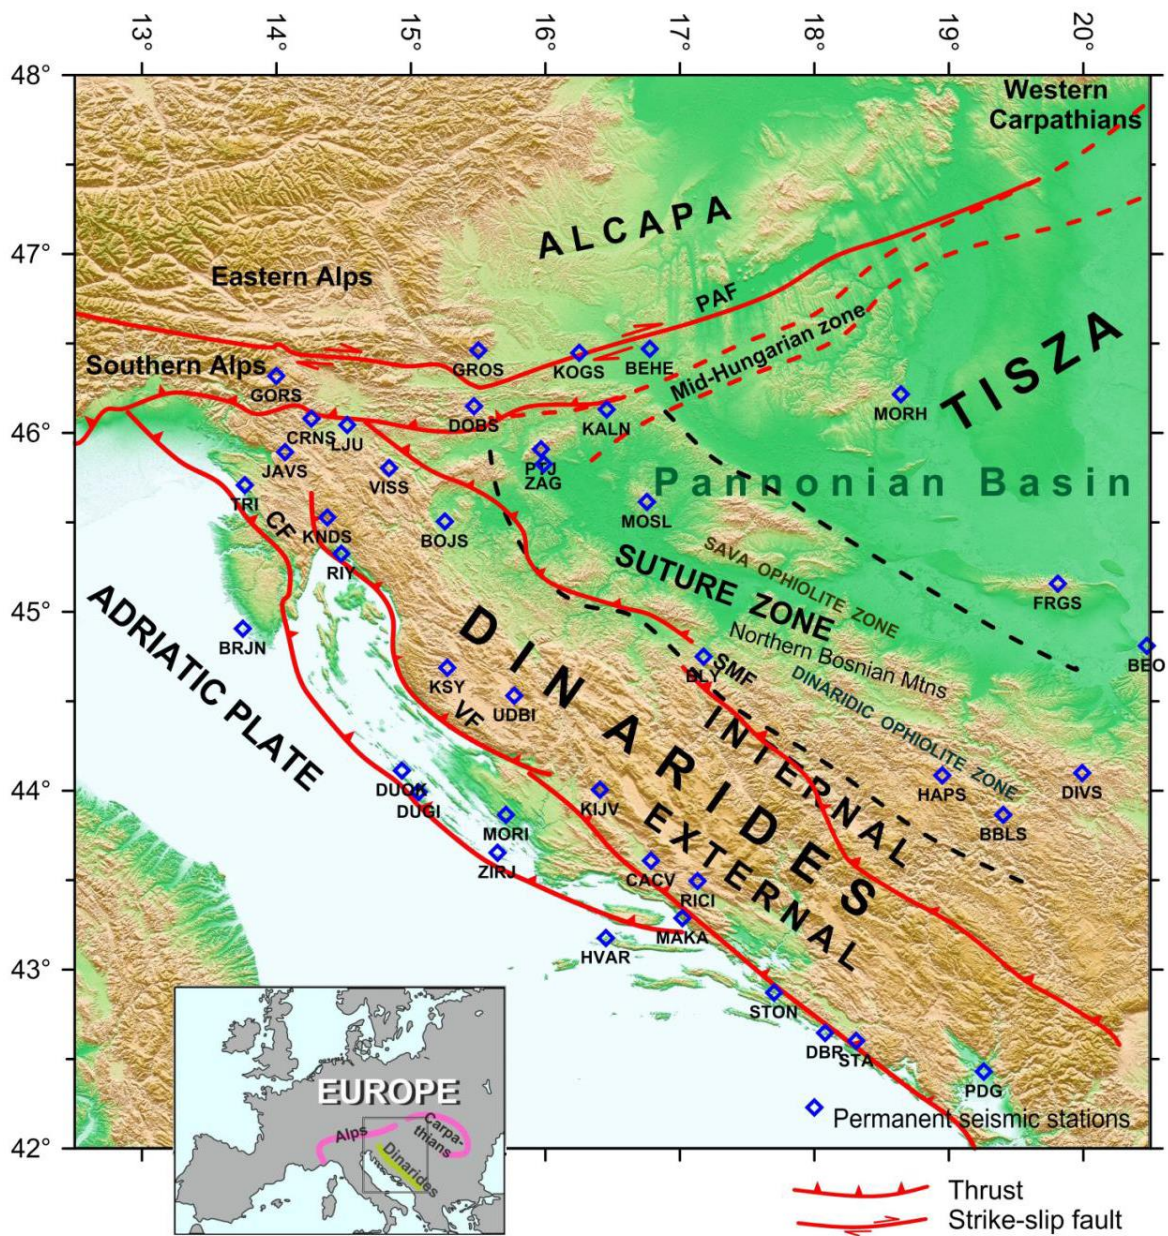 13°
14°
15°
16°
17°
18°
19°
20°
48°
Western
Carpathians
ALCAPA
47°
Eastern Alps
PAF
Mid-Hungarian zone
TISZA
Southern Alps
GORS
GROS
KOGS
BEHE
MORH
46°
CRNS
LJU
DOBS
KALN
JAVS
VISS
PTJ
ZAG
Pannonian Basin
TRI
CF
KNDS
BOJS
MOSL
RIY
SAVA OPHIOLITE ZONE
SUTURE ZONE
FRGS
45°
ADRIATIC PLATE
BRJN
DINARIDES
Northern Bosnian Mtns
BEO
KSY
UDBI
VF
BLY
SMF
DINARIDIC OPHIOLITE ZONE
INTERNAL
EXTERNAL
44°
DUOK
DUGI
MORI
KIJV
HAPS
DIVS
BBLS
ZIRJ
CACV
RICI
MAKA
HVAR
43°
STON
DBR
STA
PDG
Permanent seismic stations
42°
EUROPE
Alps
Carpa-
thians
Dinarides
Thrust
Strike-slip fault